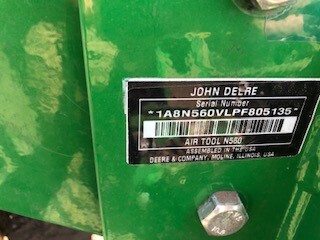 JOHN DEERE
Serial Number
*1A8N560VLPF805135*
AIR TOOL N560
ASSEMBLED IN THE USA
DEERE & COMPANY, MOLINE, ILLINOIS, USA